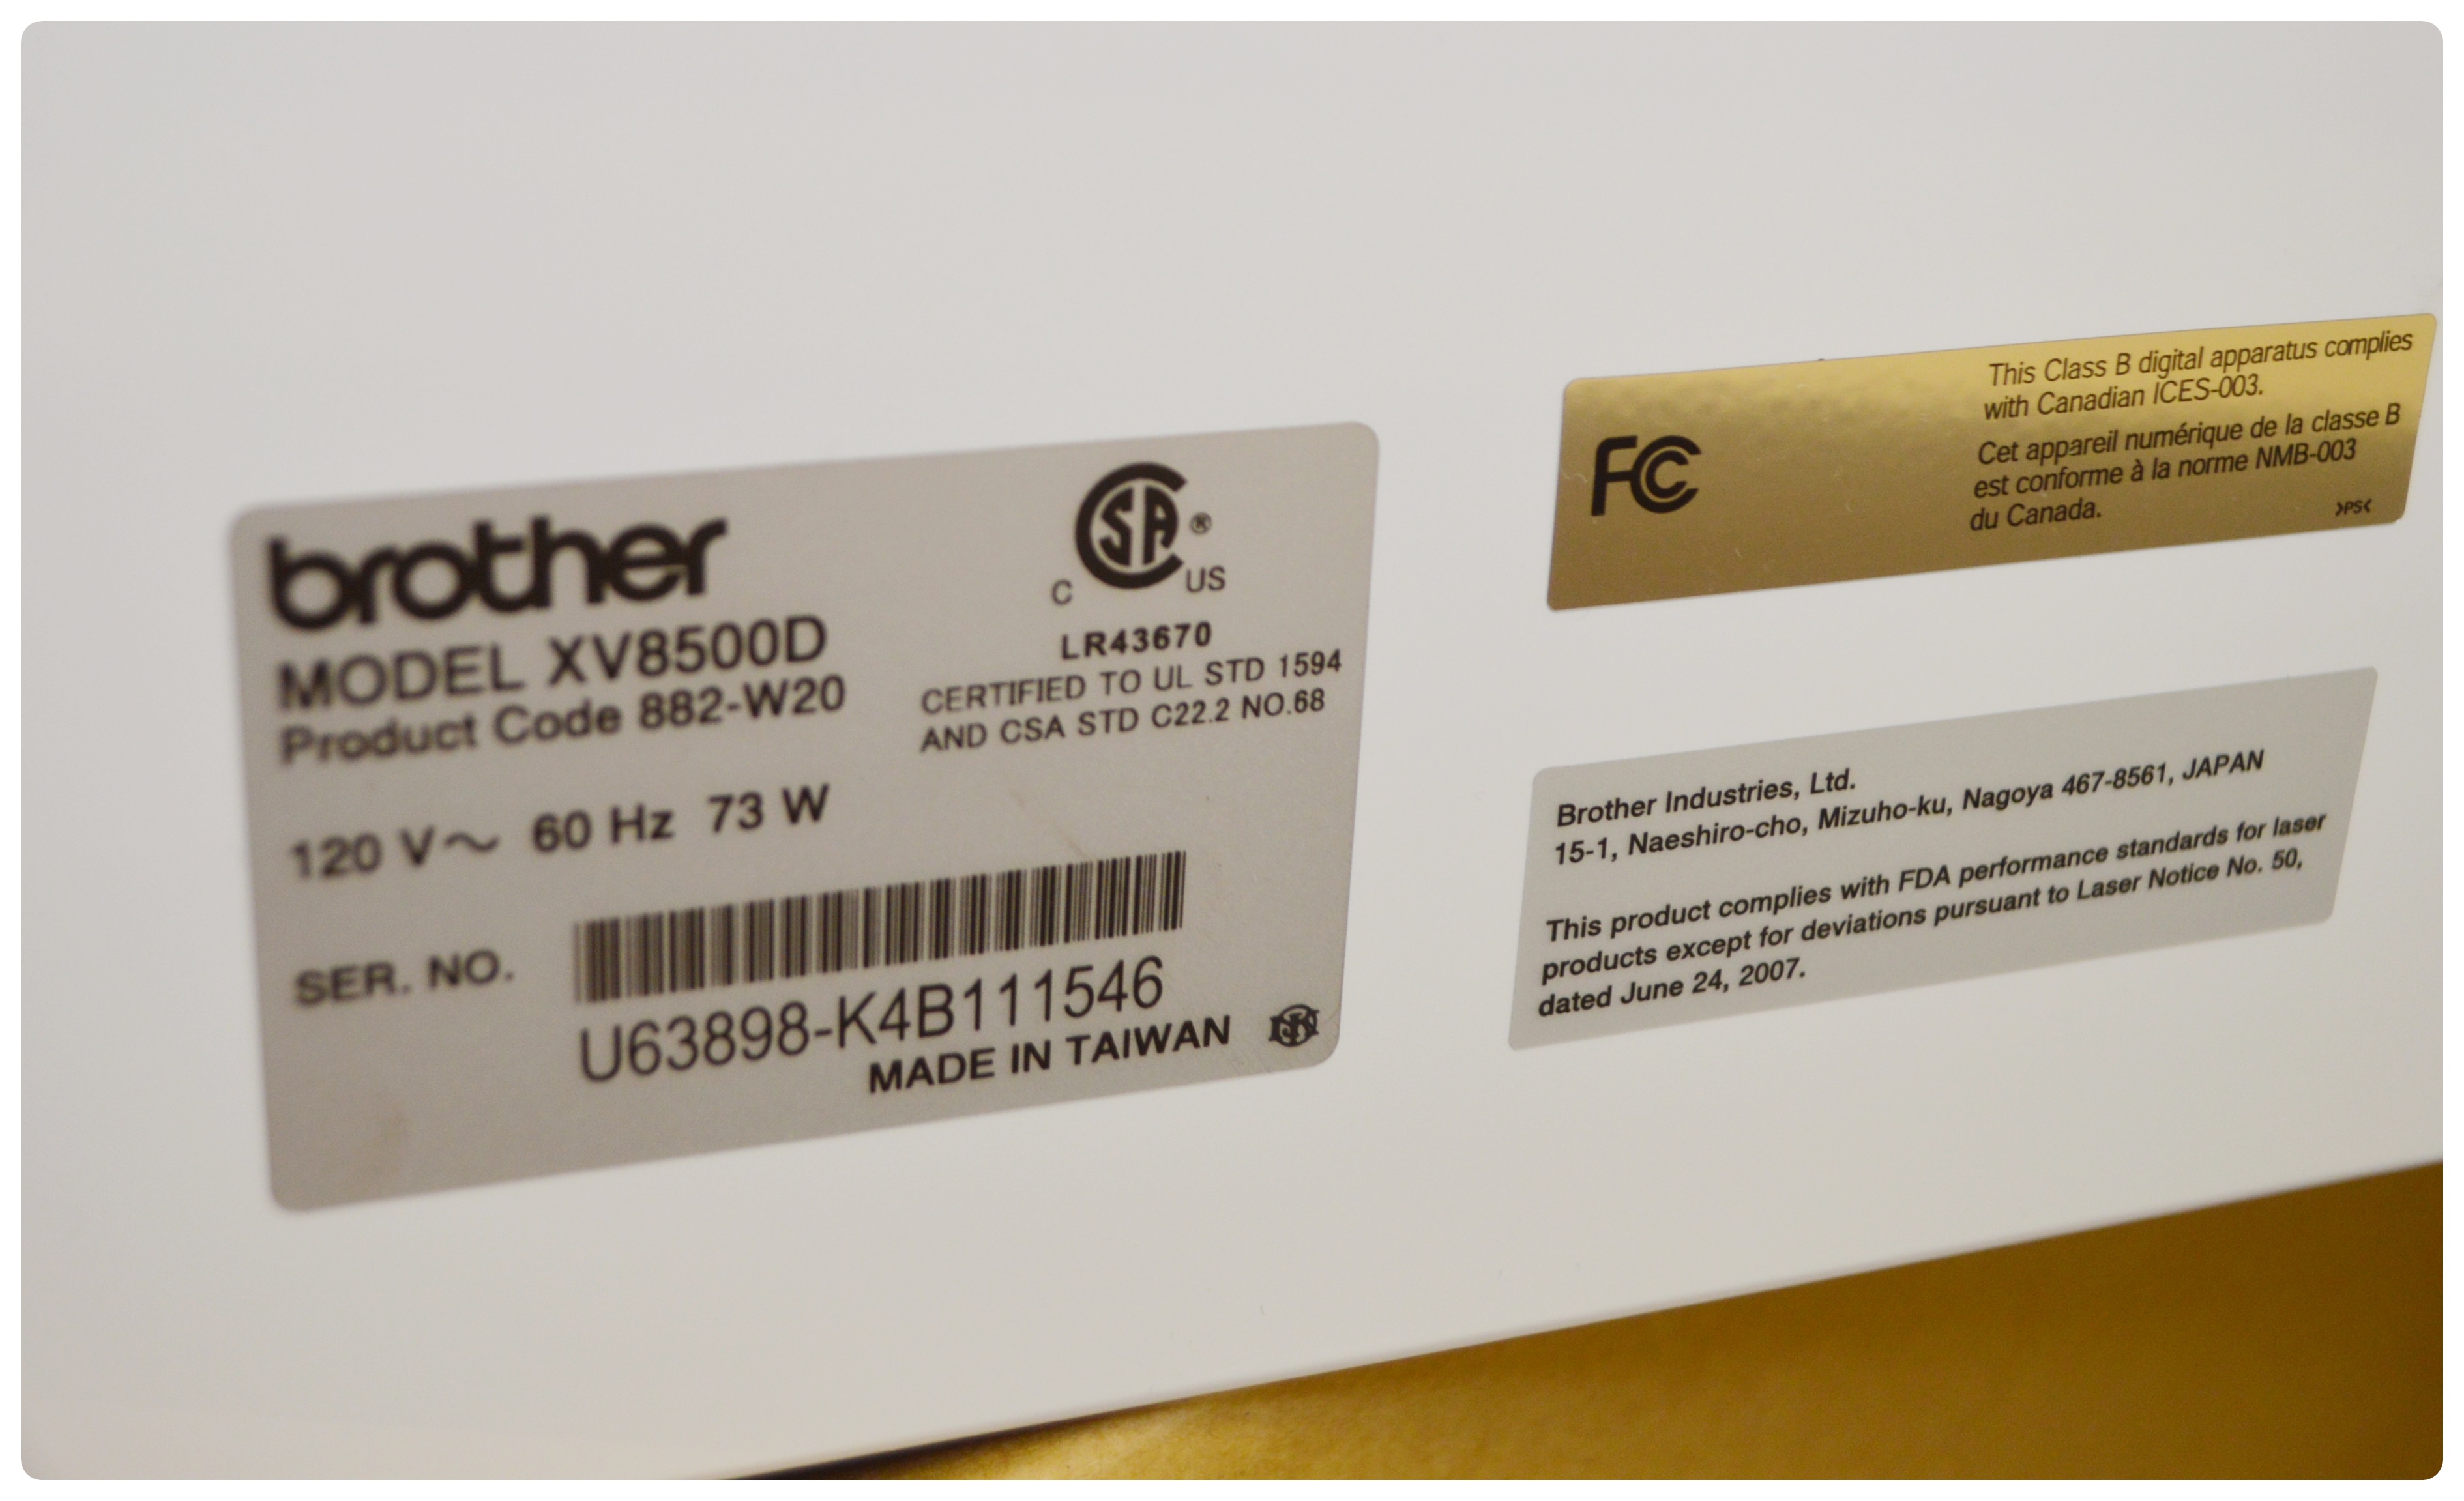 brother
MODEL XV8500D
Product Code 882-W20
120 V~ 60 Hz 73 W
SER. NO.
U63898-K4B111546
MADE IN TAIWAN
SA ®
C US
LR43670
CERTIFIED TO UL STD 1594
AND CSA STD C22.2 NO.68
FC
This Class B digital apparatus complies
with Canadian ICES-003.
Cet appareil numérique de la classe B
est conforme à la norme NMB-003
du Canada.
>PS<
Brother Industries, Ltd.
15-1, Naeshiro-cho, Mizuho-ku, Nagoya 467-8561, JAPAN
This product complies with FDA performance standards for laser
products except for deviations pursuant to Laser Notice No. 50,
dated June 24, 2007.